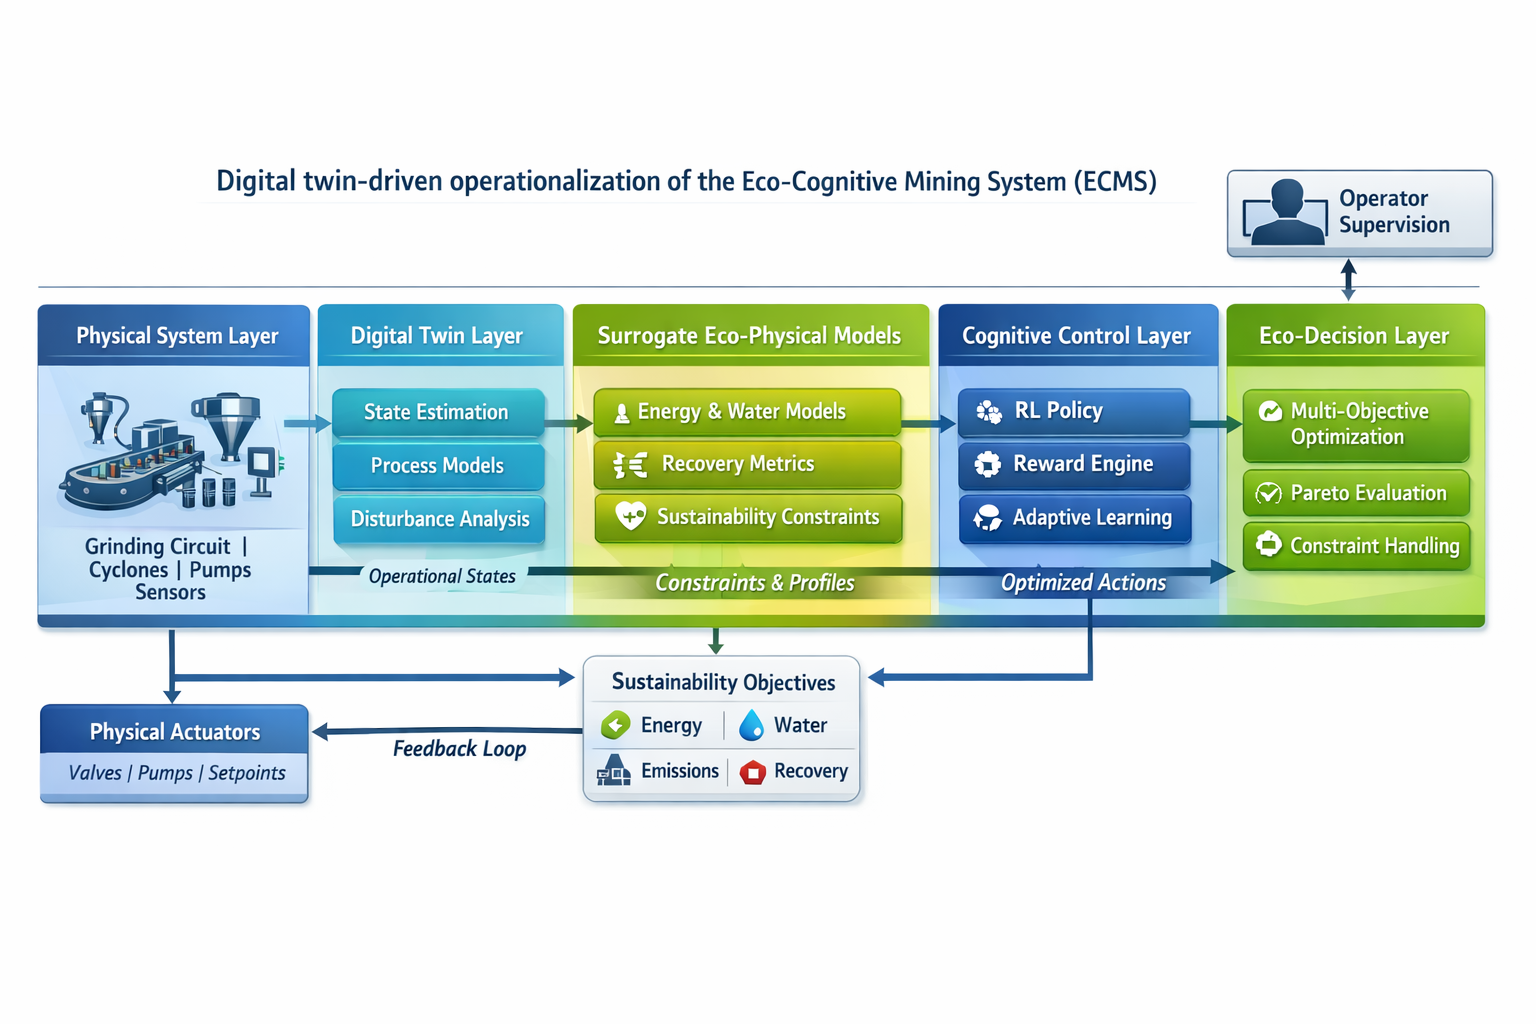 Digital twin-driven operationalization of the Eco-Cognitive Mining System (ECMS)
Operator
Supervision
Physical System Layer
Grinding Circuit |
Cyclones | Pumps
Sensors
Digital Twin Layer
State Estimation
Process Models
Disturbance Analysis
Operational States
Surrogate Eco-Physical Models
Energy & Water Models
Recovery Metrics
Sustainability Constraints
Constraints & Profiles
Cognitive Control Layer
RL Policy
Reward Engine
Adaptive Learning
Optimized Actions
Eco-Decision Layer
Multi-Objective
Optimization
Pareto Evaluation
Constraint Handling
Physical Actuators
Valves | Pumps | Setpoints
Feedback Loop
Sustainability Objectives
Energy | Water
Emissions | Recovery